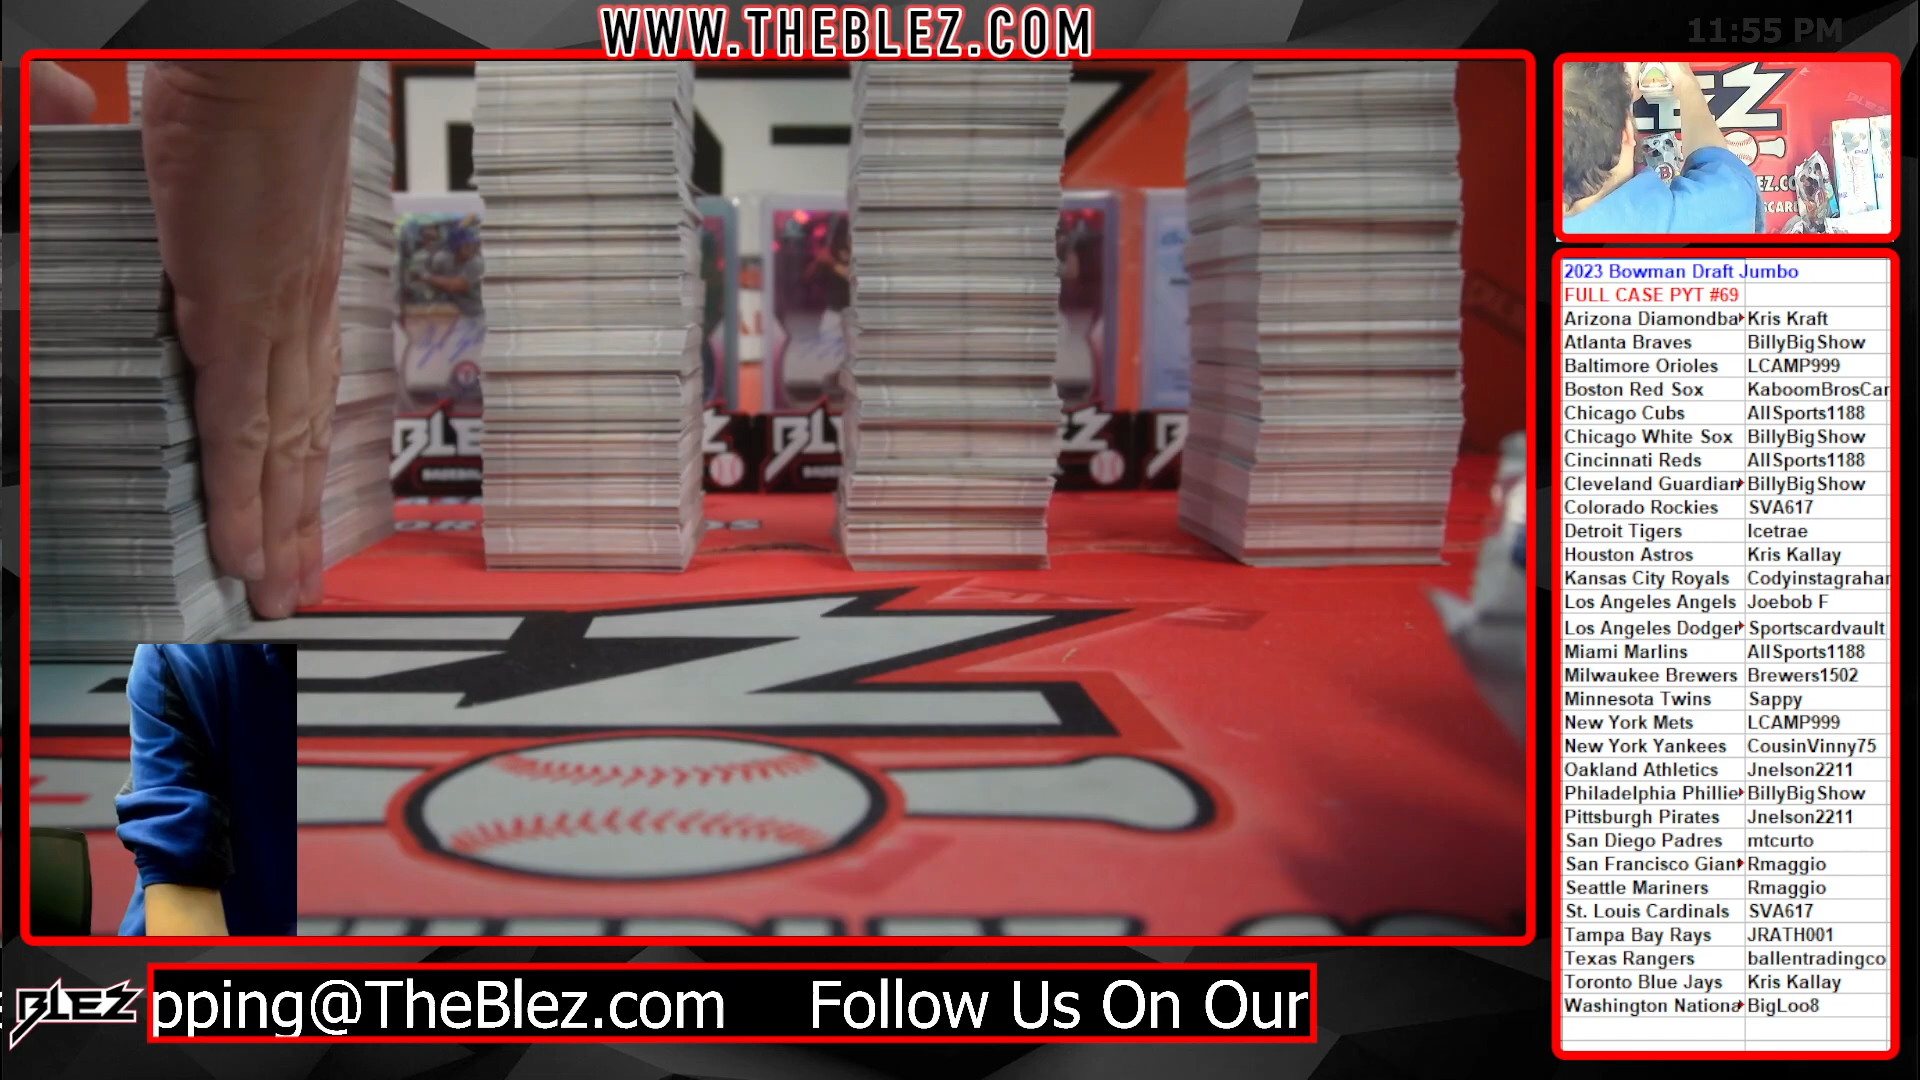 WWW.THEBLEZ.COM
11:55 PM
2023 Bowman Draft Jumbo
FULL CASE PYT #69
Arizona Diamondba Kris Kraft
Atlanta Braves BillyBigShow
Baltimore Orioles LCAMP999
Boston Red Sox KaboomBrosCar
Chicago Cubs AllSports1188
Chicago White Sox BillyBigShow
Cincinnati Reds AllSports1188
Cleveland Guardian BillyBigShow
Colorado Rockies SVA617
Detroit Tigers Icetrae
Houston Astros Kris Kallay
Kansas City Royals Codyinstagrahar
Los Angeles Angels Joebob F
Los Angeles Dodger Sportscardvault
Miami Marlins AllSports1188
Milwaukee Brewers Brewers1502
Minnesota Twins Sappy
New York Mets LCAMP999
New York Yankees CousinVinny75
Oakland Athletics Jnelson2211
Philadelphia Phillie BillyBigShow
Pittsburgh Pirates Jnelson2211
San Diego Padres mtcurto
San Francisco Giant Rmaggio
Seattle Mariners Rmaggio
St. Louis Cardinals SVA617
Tampa Bay Rays JRATH001
Texas Rangers ballentradingco
Toronto Blue Jays Kris Kallay
Washington Nationa BigLoo8
BLEZ
pping@TheBlez.com Follow Us On Our